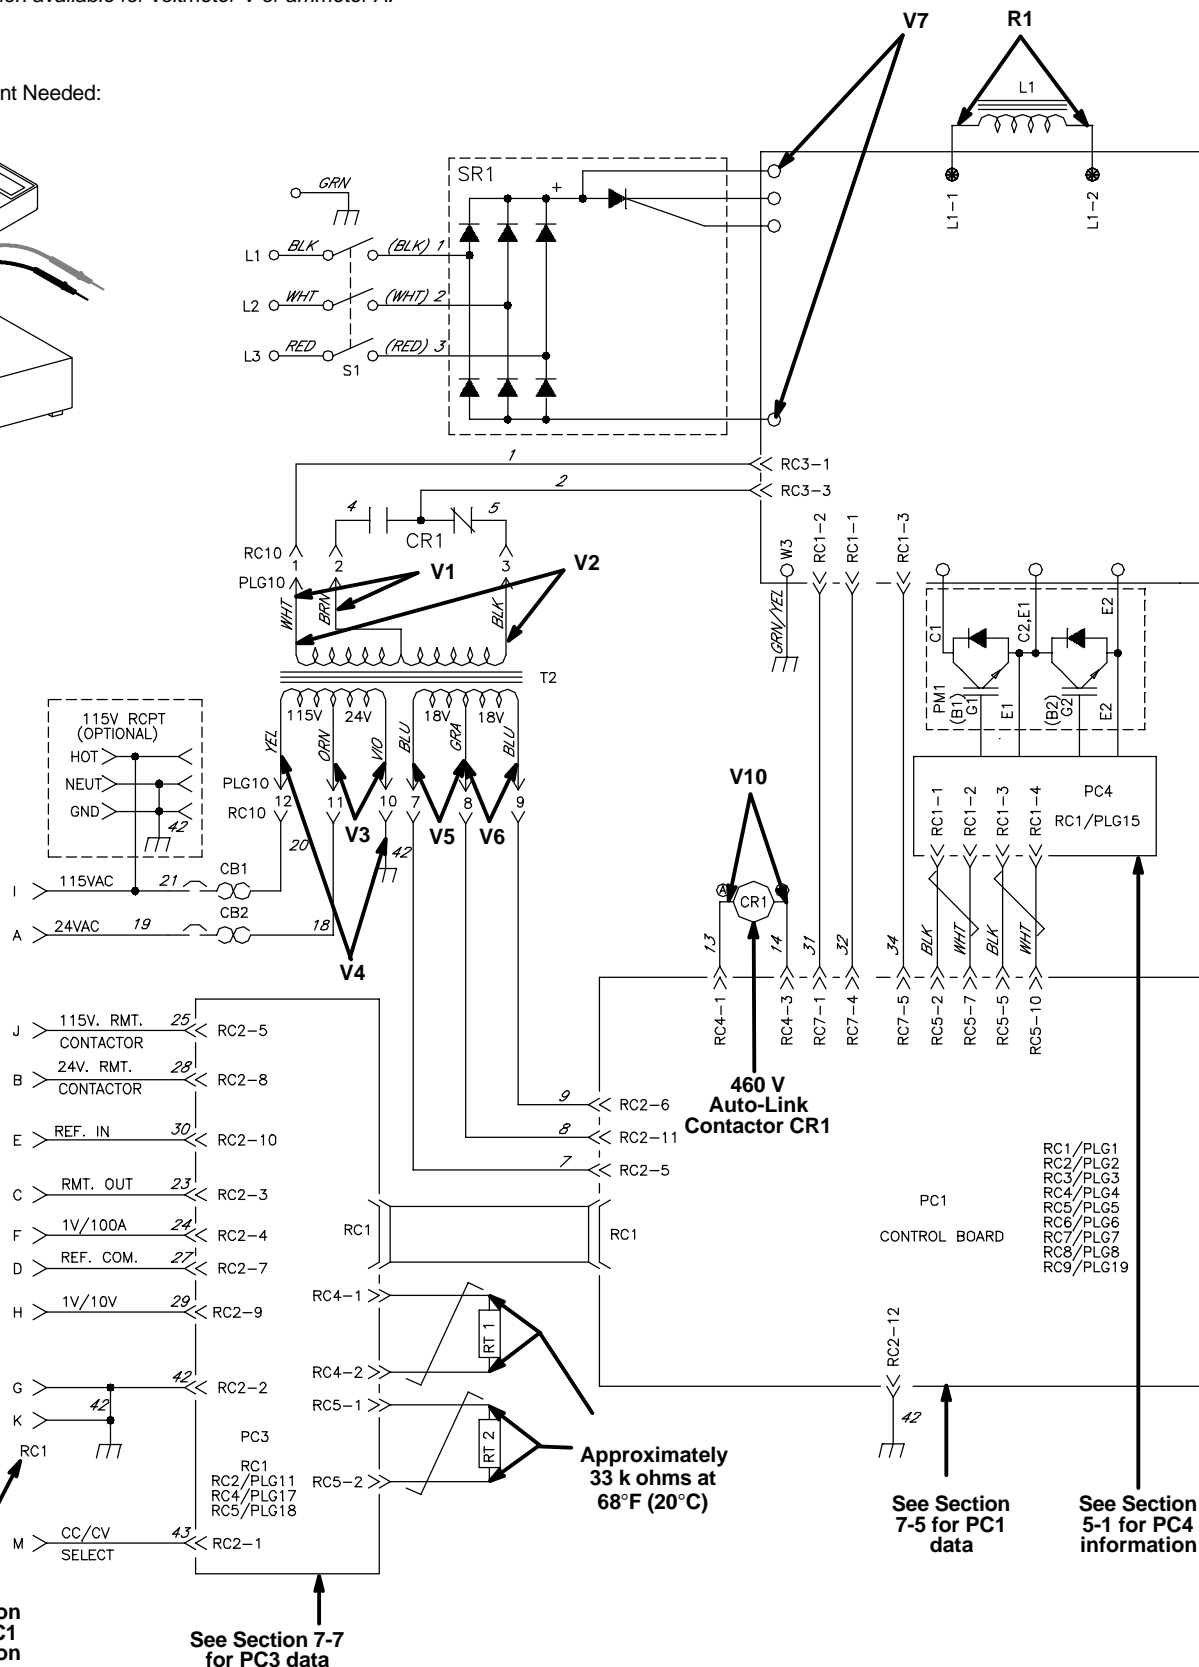 on available for voltmeter V or ammeter A.
nt Needed:
V7
R1
L1
L1-1
L1-2
GRN
SR1
+
L1 BLK (BLK) 1
L2 WHT (WHT) 2
L3 RED (RED) 3
S1
1
RC3-1
2
RC3-3
4
5
CR1
RC10
1 2 3
PLG10
V1
V2
WHT
BRN
BLK
T2
W3
GRN/YEL
RC1-2
RC1-1
RC1-3
C1
C2,E1
E2
PM1
(B1)
G1
E1
(B2)
G2
E2
115V RCPT
(OPTIONAL)
HOT
NEUT
GND
42
115V 24V 18V 18V
YEL
ORN
VIO
BLU
GRA
BLU
PLG10
12 11 10 7 8 9
RC10
V3
V5
V6
20
42
V4
V10
PC4
RC1/PLG15
RC1-1
RC1-2
RC1-3
RC1-4
I 115VAC 21 CB1
A 24VAC 19 CB2 18
A
CR1
13
14
31
32
34
BLK
WHT
BLK
WHT
RC4-1
RC4-3
RC7-1
RC7-4
RC7-5
RC5-2
RC5-7
RC5-5
RC5-10
460 V
Auto-Link
Contactor CR1
J 115V. RMT. CONTACTOR 25 RC2-5
B 24V. RMT. CONTACTOR 28 RC2-8
E REF. IN 30 RC2-10
C RMT. OUT 23 RC2-3
F 1V/100A 24 RC2-4
D REF. COM. 27 RC2-7
H 1V/10V 29 RC2-9
G 42 RC2-2
K 42
RC1
M CC/CV SELECT 43 RC2-1
9 RC2-6
8 RC2-11
7 RC2-5
RC1
RC1
PC1
CONTROL BOARD
RC1/PLG1
RC2/PLG2
RC3/PLG3
RC4/PLG4
RC5/PLG5
RC6/PLG6
RC7/PLG7
RC8/PLG8
RC9/PLG19
RC4-1
RT 1
RC4-2
RC5-1
RT 2
RC5-2
PC3
RC1
RC2/PLG11
RC4/PLG17
RC5/PLG18
RC2-12
42
Approximately
33 k ohms at
68°F (20°C)
See Section
7-5 for PC1
data
See Section
5-1 for PC4
information
on
C1
on
See Section 7-7
for PC3 data